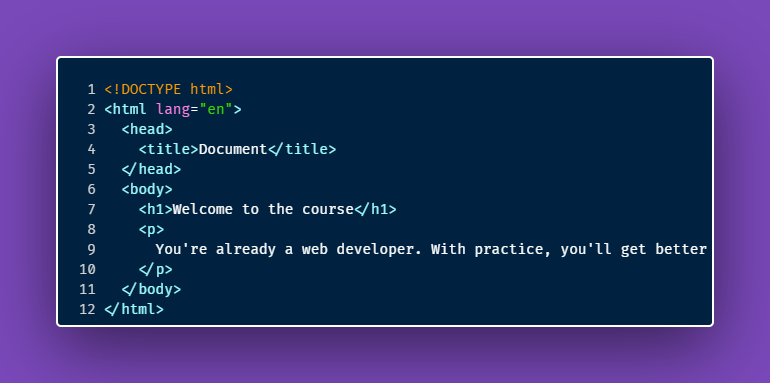 1 <!DOCTYPE html>
2 <html lang="en">
3   <head>
4     <title>Document</title>
5   </head>
6   <body>
7     <h1>Welcome to the course</h1>
8     <p>
9       You're already a web developer. With practice, you'll get better
10     </p>
11   </body>
12 </html>